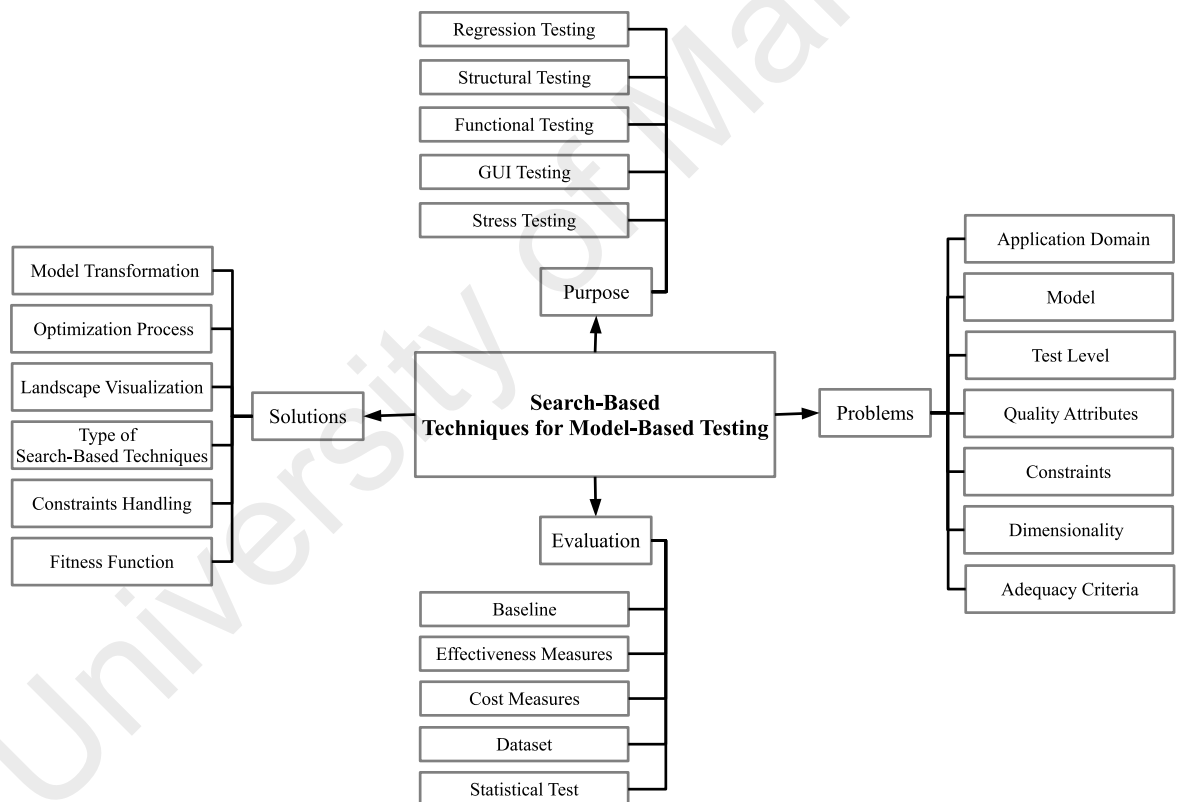 Regression Testing
Structural Testing
Functional Testing
GUI Testing
Stress Testing
Purpose
Model Transformation
Optimization Process
Landscape Visualization
Type of
Search-Based Techniques
Constraints Handling
Fitness Function
Solutions
Search-Based
Techniques for Model-Based Testing
Problems
Application Domain
Model
Test Level
Quality Attributes
Constraints
Dimensionality
Adequacy Criteria
Evaluation
Baseline
Effectiveness Measures
Cost Measures
Dataset
Statistical Test
University of